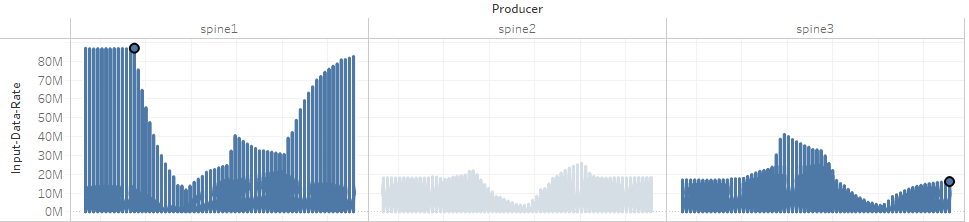 Producer
spine1
spine2
spine3
Input-Data-Rate
80M
70M
60M
50M
40M
30M
20M
10M
0M